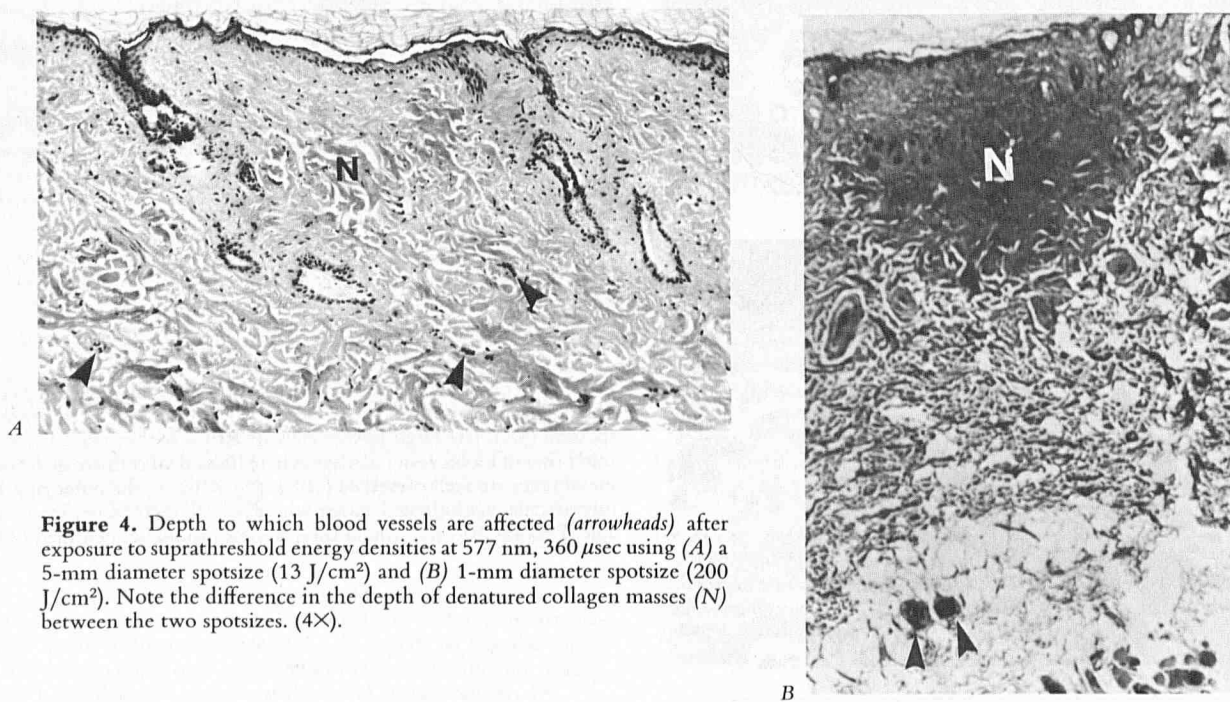 N
N
A
Figure 4. Depth to which blood vessels are affected (arrowheads) after
exposure to suprathreshold energy densities at 577 nm, 360 μsec using (A) a
5-mm diameter spotsize (13 J/cm²) and (B) 1-mm diameter spotsize (200
J/cm²). Note the difference in the depth of denatured collagen masses (N)
between the two spotsizes. (4×).
B